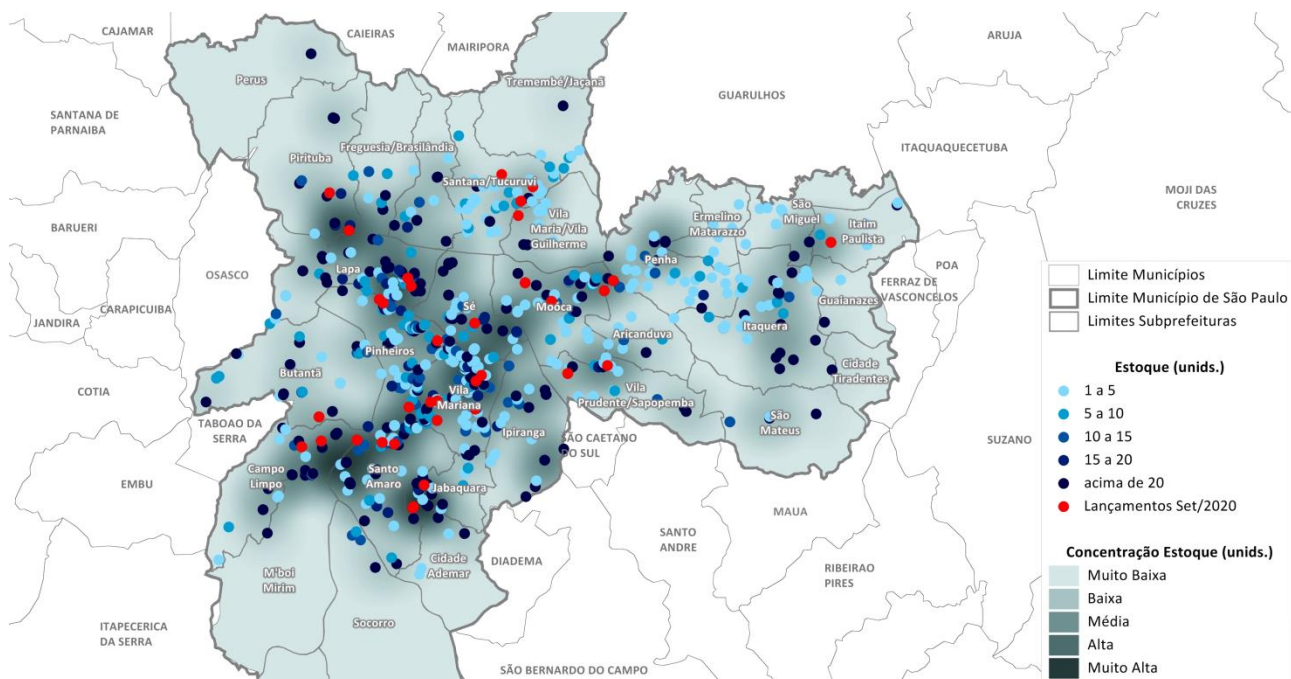 CAJAMAR
CAIEIRAS
MAIRIPORA
ARUJA
Perus
Tremembé/Jaçanã
GUARULHOS
SANTANA DE
PARNAIBA
ITAQUAQUECETUBA
Freguesia/Brasilândia
Pirituba
Santana/Tucuruvi
MOJI DAS
CRUZES
Ermelino
Matarazzo
São
Miguel
Itaim
Paulista
Vila
Maria/Vila
Guilherme
BARUERI
OSASCO
Lapa
Penha
POA
FERRAZ DE
VASCONCELOS
Guaianazes
CARAPICUIBA
JANDIRA
Sé
Moóca
Aricanduva
Itaquera
Pinheiros
Butantã
Cidade
Tiradentes
COTIA
Vila
Mariana
Vila
Prudente/Sapopemba
TABOAO DA
SERRA
Ipiranga
SÃO CAETANO
DO SUL
São
Mateus
SUZANO
Campo
Limpo
Santo
Amaro
Jabaquara
EMBU
MAUA
SANTO
ANDRE
Cidade
Ademar
DIADEMA
M'boi
Mirim
RIBEIRAO
PIRES
ITAPECERICA
DA SERRA
Socorro
SÃO BERNARDO DO CAMPO
Limite Municípios
Limite Município de São Paulo
Limites Subprefeituras
Estoque (unids.)
1 a 5
5 a 10
10 a 15
15 a 20
acima de 20
Lançamentos Set/2020
Concentração Estoque (unids.)
Muito Baixa
Baixa
Média
Alta
Muito Alta